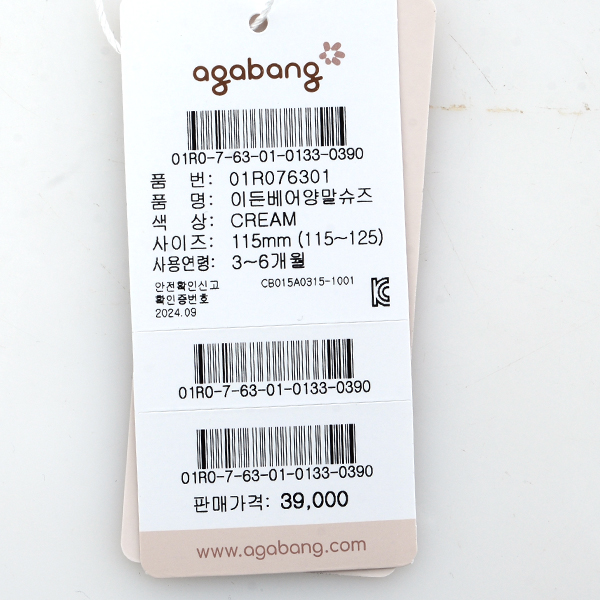 agabang
01R0-7-63-01-0133-0390
품 번: 01R076301
품 명: 이든베어양말슈즈
색 상: CREAM
사이즈: 115mm (115~125)
사용연령: 3~6개월
안전확인신고 CB015A0315-1001
확인증번호
2024.09
01R0-7-63-01-0133-0390
01R0-7-63-01-0133-0390
판매가격: 39,000
www.agabang.com